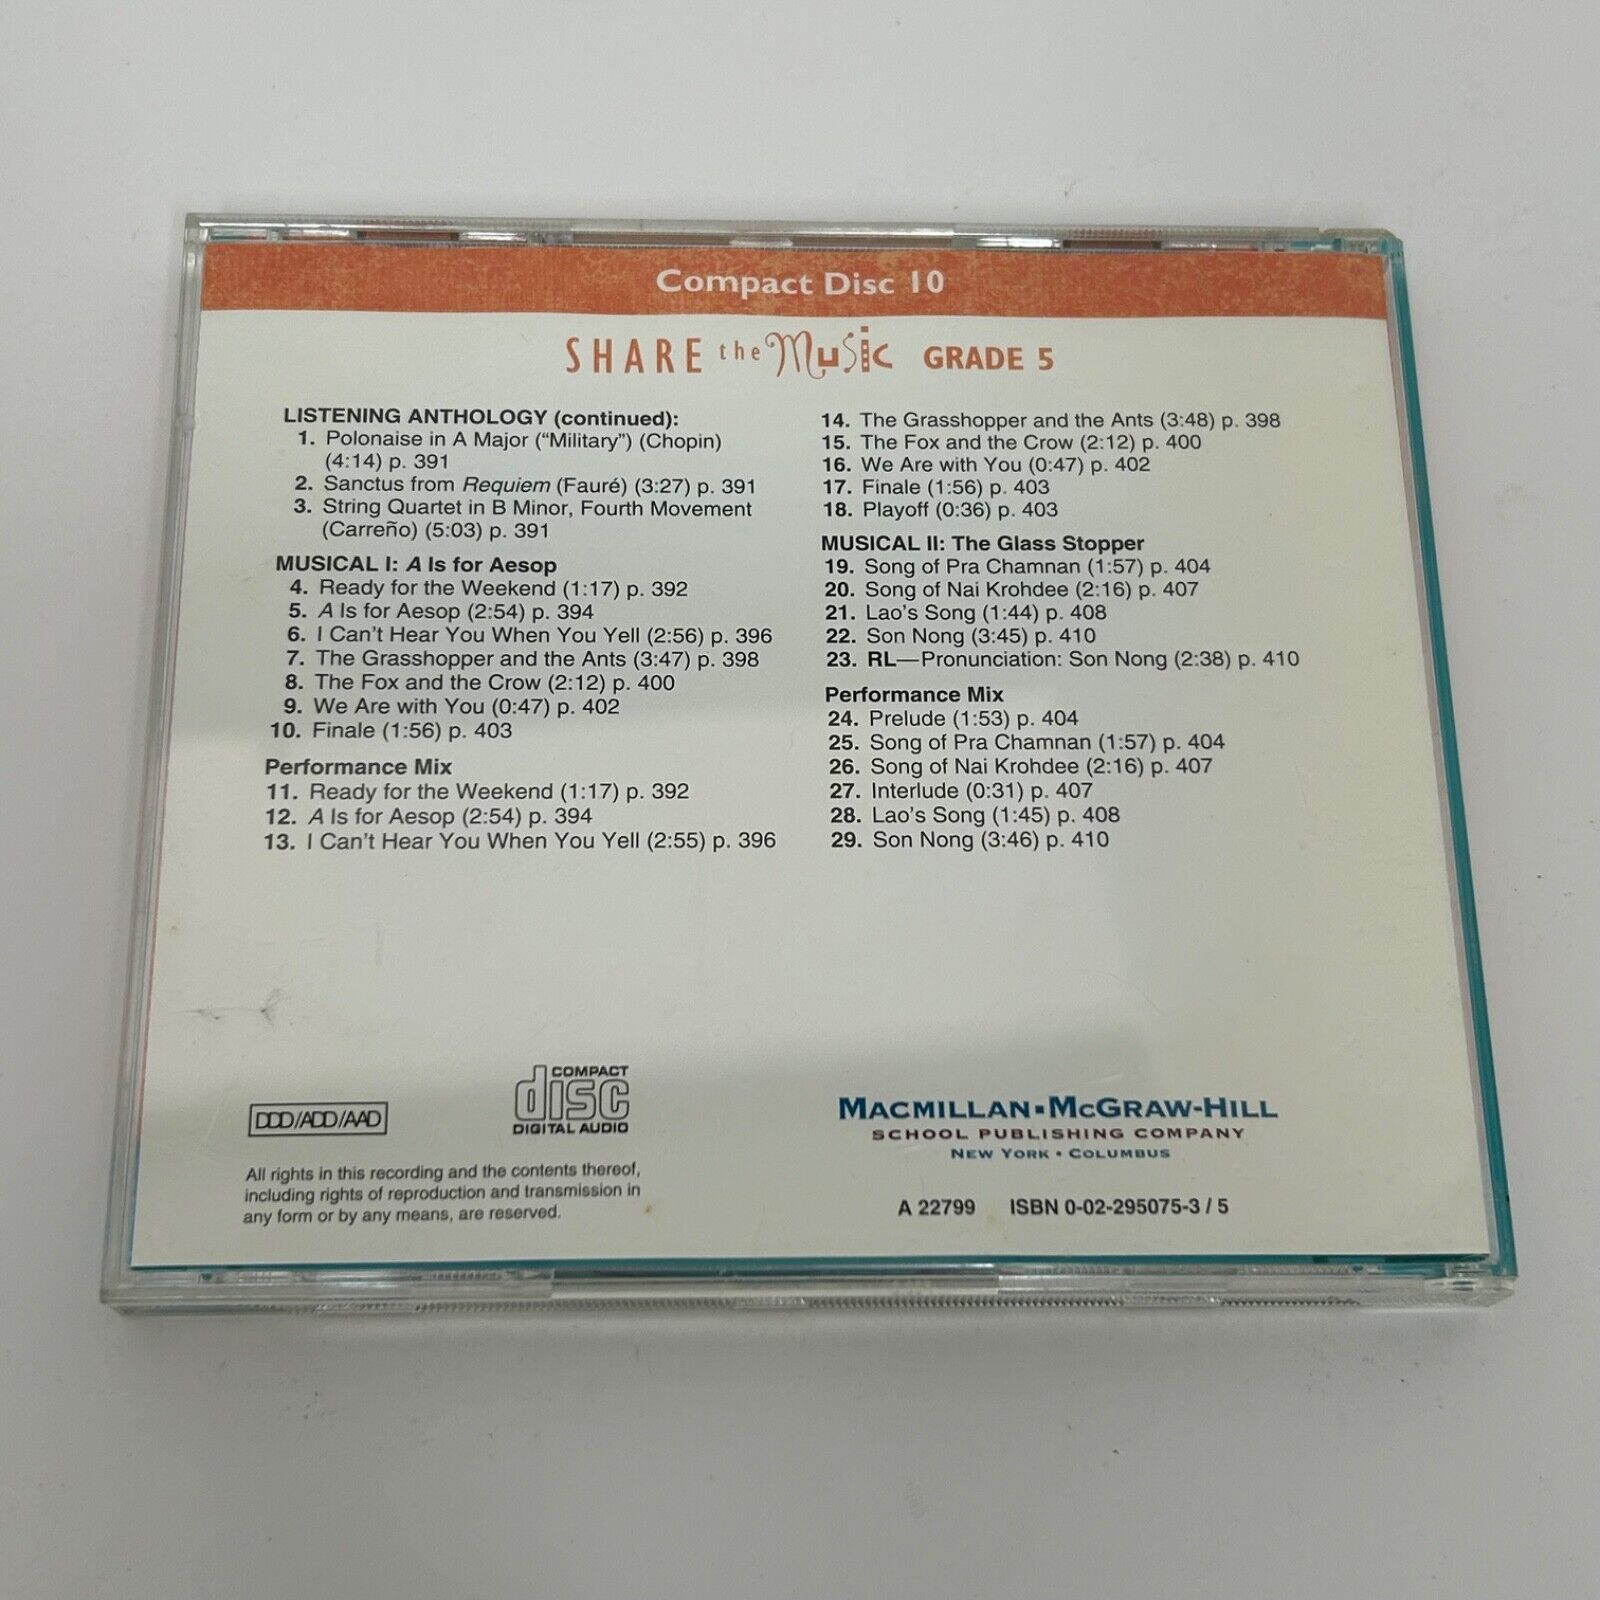 Compact Disc 10
SHARE the Music GRADE 5
LISTENING ANTHOLOGY (continued):
1. Polonaise in A Major (“Military”) (Chopin)
(4:14) p. 391
2. Sanctus from Requiem (Fauré) (3:27) p. 391
3. String Quartet in B Minor, Fourth Movement
(Carreño) (5:03) p. 391
MUSICAL I: A Is for Aesop
4. Ready for the Weekend (1:17) p. 392
5. A Is for Aesop (2:54) p. 394
6. I Can't Hear You When You Yell (2:56) p. 396
7. The Grasshopper and the Ants (3:47) p. 398
8. The Fox and the Crow (2:12) p. 400
9. We Are with You (0:47) p. 402
10. Finale (1:56) p. 403
Performance Mix
11. Ready for the Weekend (1:17) p. 392
12. A Is for Aesop (2:54) p. 394
13. I Can't Hear You When You Yell (2:55) p. 396
14. The Grasshopper and the Ants (3:48) p. 398
15. The Fox and the Crow (2:12) p. 400
16. We Are with You (0:47) p. 402
17. Finale (1:56) p. 403
18. Playoff (0:36) p. 403
MUSICAL II: The Glass Stopper
19. Song of Pra Chamnan (1:57) p. 404
20. Song of Nai Krohdee (2:16) p. 407
21. Lao's Song (1:44) p. 408
22. Son Nong (3:45) p. 410
23. RL—Pronunciation: Son Nong (2:38) p. 410
Performance Mix
24. Prelude (1:53) p. 404
25. Song of Pra Chamnan (1:57) p. 404
26. Song of Nai Krohdee (2:16) p. 407
27. Interlude (0:31) p. 407
28. Lao's Song (1:45) p. 408
29. Son Nong (3:46) p. 410
DDD/ADD/AAD
COMPACT
disc
DIGITAL AUDIO
All rights in this recording and the contents thereof,
including rights of reproduction and transmission in
any form or by any means, are reserved.
MACMILLAN▪MCGRAW-HILL
SCHOOL PUBLISHING COMPANY
NEW YORK • COLUMBUS
A 22799 ISBN 0-02-295075-3 / 5